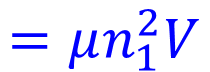 = μn₁²V